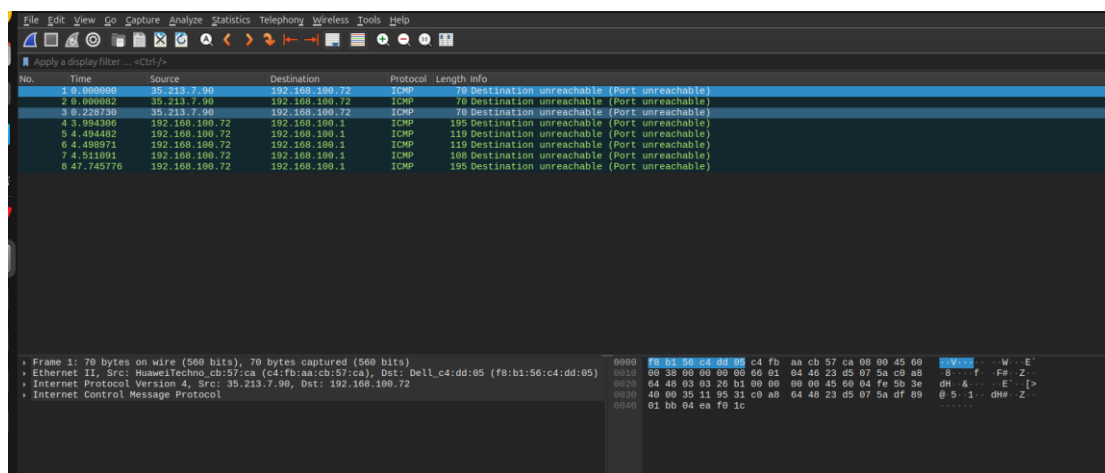 File Edit View Go Capture Analyze Statistics Telephony Wireless Tools Help
Apply a display filter ... <Ctrl-/>
No. Time Source Destination Protocol Length Info
1 0.000000 35.213.7.90 192.168.100.72 ICMP 70 Destination unreachable (Port unreachable)
2 0.000082 35.213.7.90 192.168.100.72 ICMP 70 Destination unreachable (Port unreachable)
3 0.228730 35.213.7.90 192.168.100.72 ICMP 70 Destination unreachable (Port unreachable)
4 3.994306 192.168.100.72 192.168.100.1 ICMP 195 Destination unreachable (Port unreachable)
5 4.494482 192.168.100.72 192.168.100.1 ICMP 119 Destination unreachable (Port unreachable)
6 4.498971 192.168.100.72 192.168.100.1 ICMP 119 Destination unreachable (Port unreachable)
7 4.511091 192.168.100.72 192.168.100.1 ICMP 108 Destination unreachable (Port unreachable)
8 47.745776 192.168.100.72 192.168.100.1 ICMP 195 Destination unreachable (Port unreachable)
Frame 1: 70 bytes on wire (560 bits), 70 bytes captured (560 bits)
Ethernet II, Src: HuaweiTechno_cb:57:ca (c4:fb:aa:cb:57:ca), Dst: Dell_c4:dd:05 (f8:b1:56:c4:dd:05)
Internet Protocol Version 4, Src: 35.213.7.90, Dst: 192.168.100.72
Internet Control Message Protocol
0000 f8 b1 56 c4 dd 05 c4 fb aa cb 57 ca 08 00 45 60 ··V··· ·· ··W···E`
0010 00 38 00 00 00 00 66 01 04 46 23 d5 07 5a c0 a8 ·8····f· ·F#··Z··
0020 64 48 03 03 26 b1 00 00 00 00 45 60 04 fe 5b 3e dH··&··· ··E`··[>
0030 40 00 35 11 95 31 c0 a8 64 48 23 d5 07 5a df 89 @·5··1·· dH#··Z··
0040 01 bb 04 ea f0 1c ······